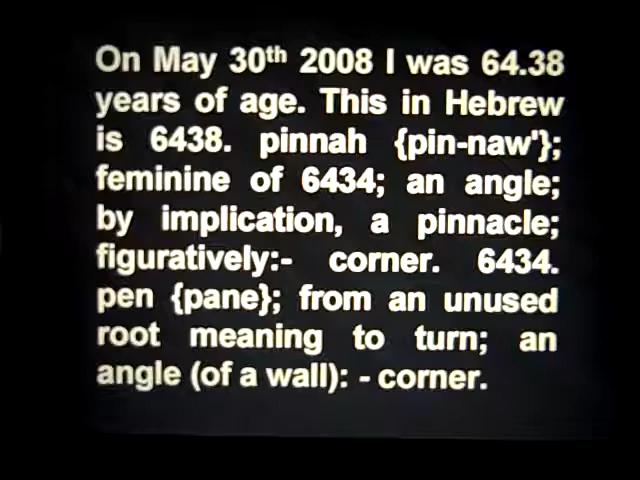 On May 30th 2008 I was 64.38
years of age. This in Hebrew
is 6438. pinnah {pin-naw'};
feminine of 6434; an angle;
by implication, a pinnacle;
figuratively:- corner. 6434.
pen {pane}; from an unused
root meaning to turn; an
angle (of a wall): - corner.